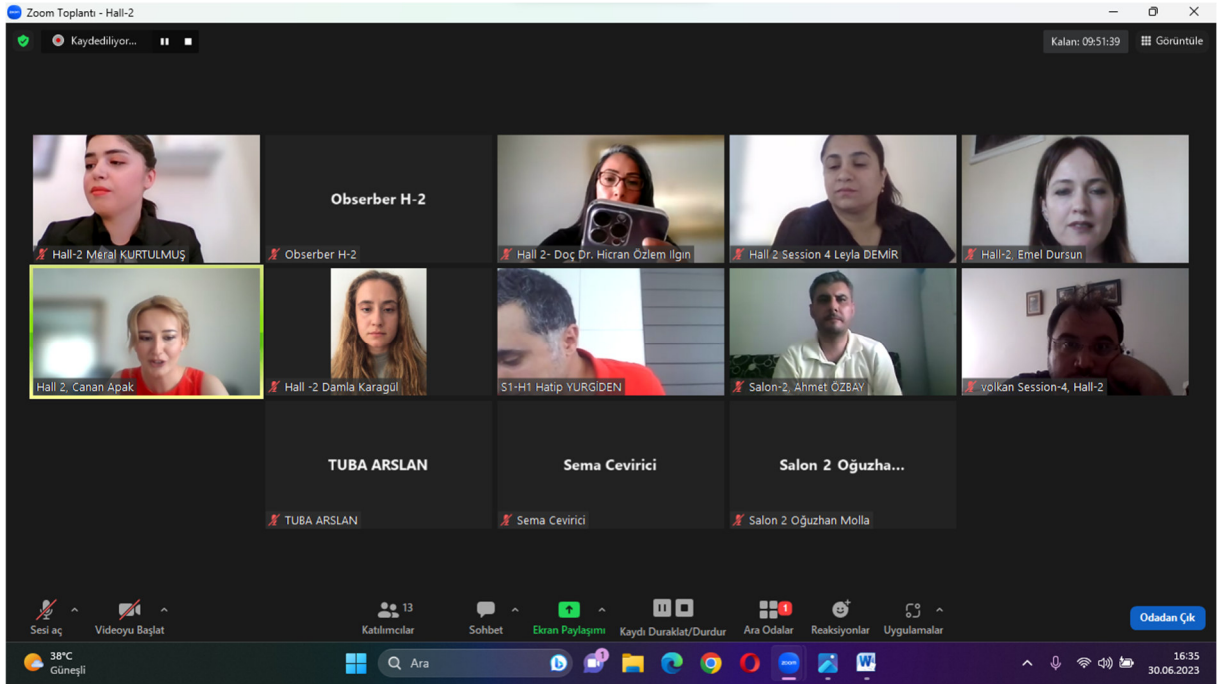 Zoom Toplantı - Hall-2
Kaydediliyor...
Kalan: 09:51:39
Görüntüle
Hall-2 Meral KURTULMUŞ
Obserber H-2
Obserber H-2
Hall 2- Doç Dr. Hicran Özlem Ilgın
Hall 2 Session 4 Leyla DEMİR
Hall-2, Emel Dursun
Hall 2, Canan Apak
Hall -2 Damla Karagül
S1-H1 Hatip YURGİDEN
Salon-2, Ahmet ÖZBAY
volkan Session-4, Hall-2
TUBA ARSLAN
TUBA ARSLAN
Sema Cevirici
Sema Cevirici
Salon 2 Oğuzha...
Salon 2 Oğuzhan Molla
Sesi aç
Videoyu Başlat
13
Katılımcılar
Sohbet
Ekran Paylaşımı
Kaydı Duraklat/Durdur
1
Ara Odalar
Reaksiyonlar
Uygulamalar
Odadan Çık
38°C
Güneşli
Ara
1
zoom
16:35
30.06.2023